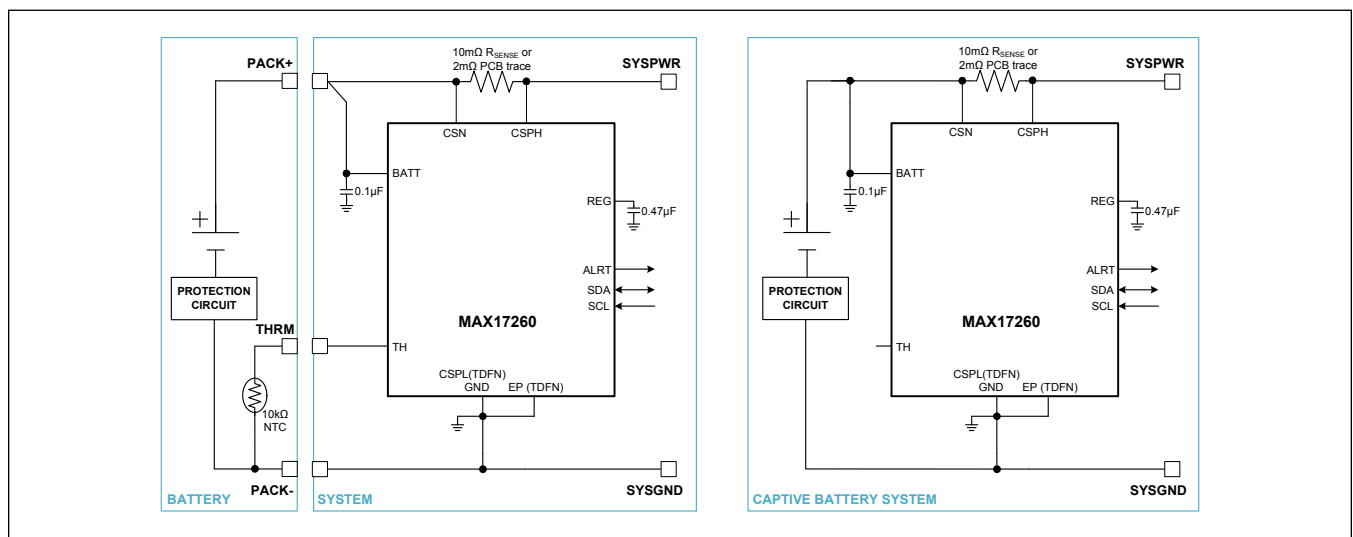 PACK+
10mΩ RSENSE or
2mΩ PCB trace
SYSPWR
CSN
CSPH
BATT
0.1µF
REG
0.47µF
ALRT
SDA
SCL
PROTECTION
CIRCUIT
MAX17260
THRM
TH
10kΩ
NTC
CSPL(TDFN)
GND
EP (TDFN)
BATTERY
PACK-
SYSTEM
SYSGND
10mΩ RSENSE or
2mΩ PCB trace
SYSPWR
CSN
CSPH
BATT
0.1µF
REG
0.47µF
ALRT
SDA
SCL
PROTECTION
CIRCUIT
MAX17260
TH
CSPL(TDFN)
GND
EP (TDFN)
CAPTIVE BATTERY SYSTEM
SYSGND